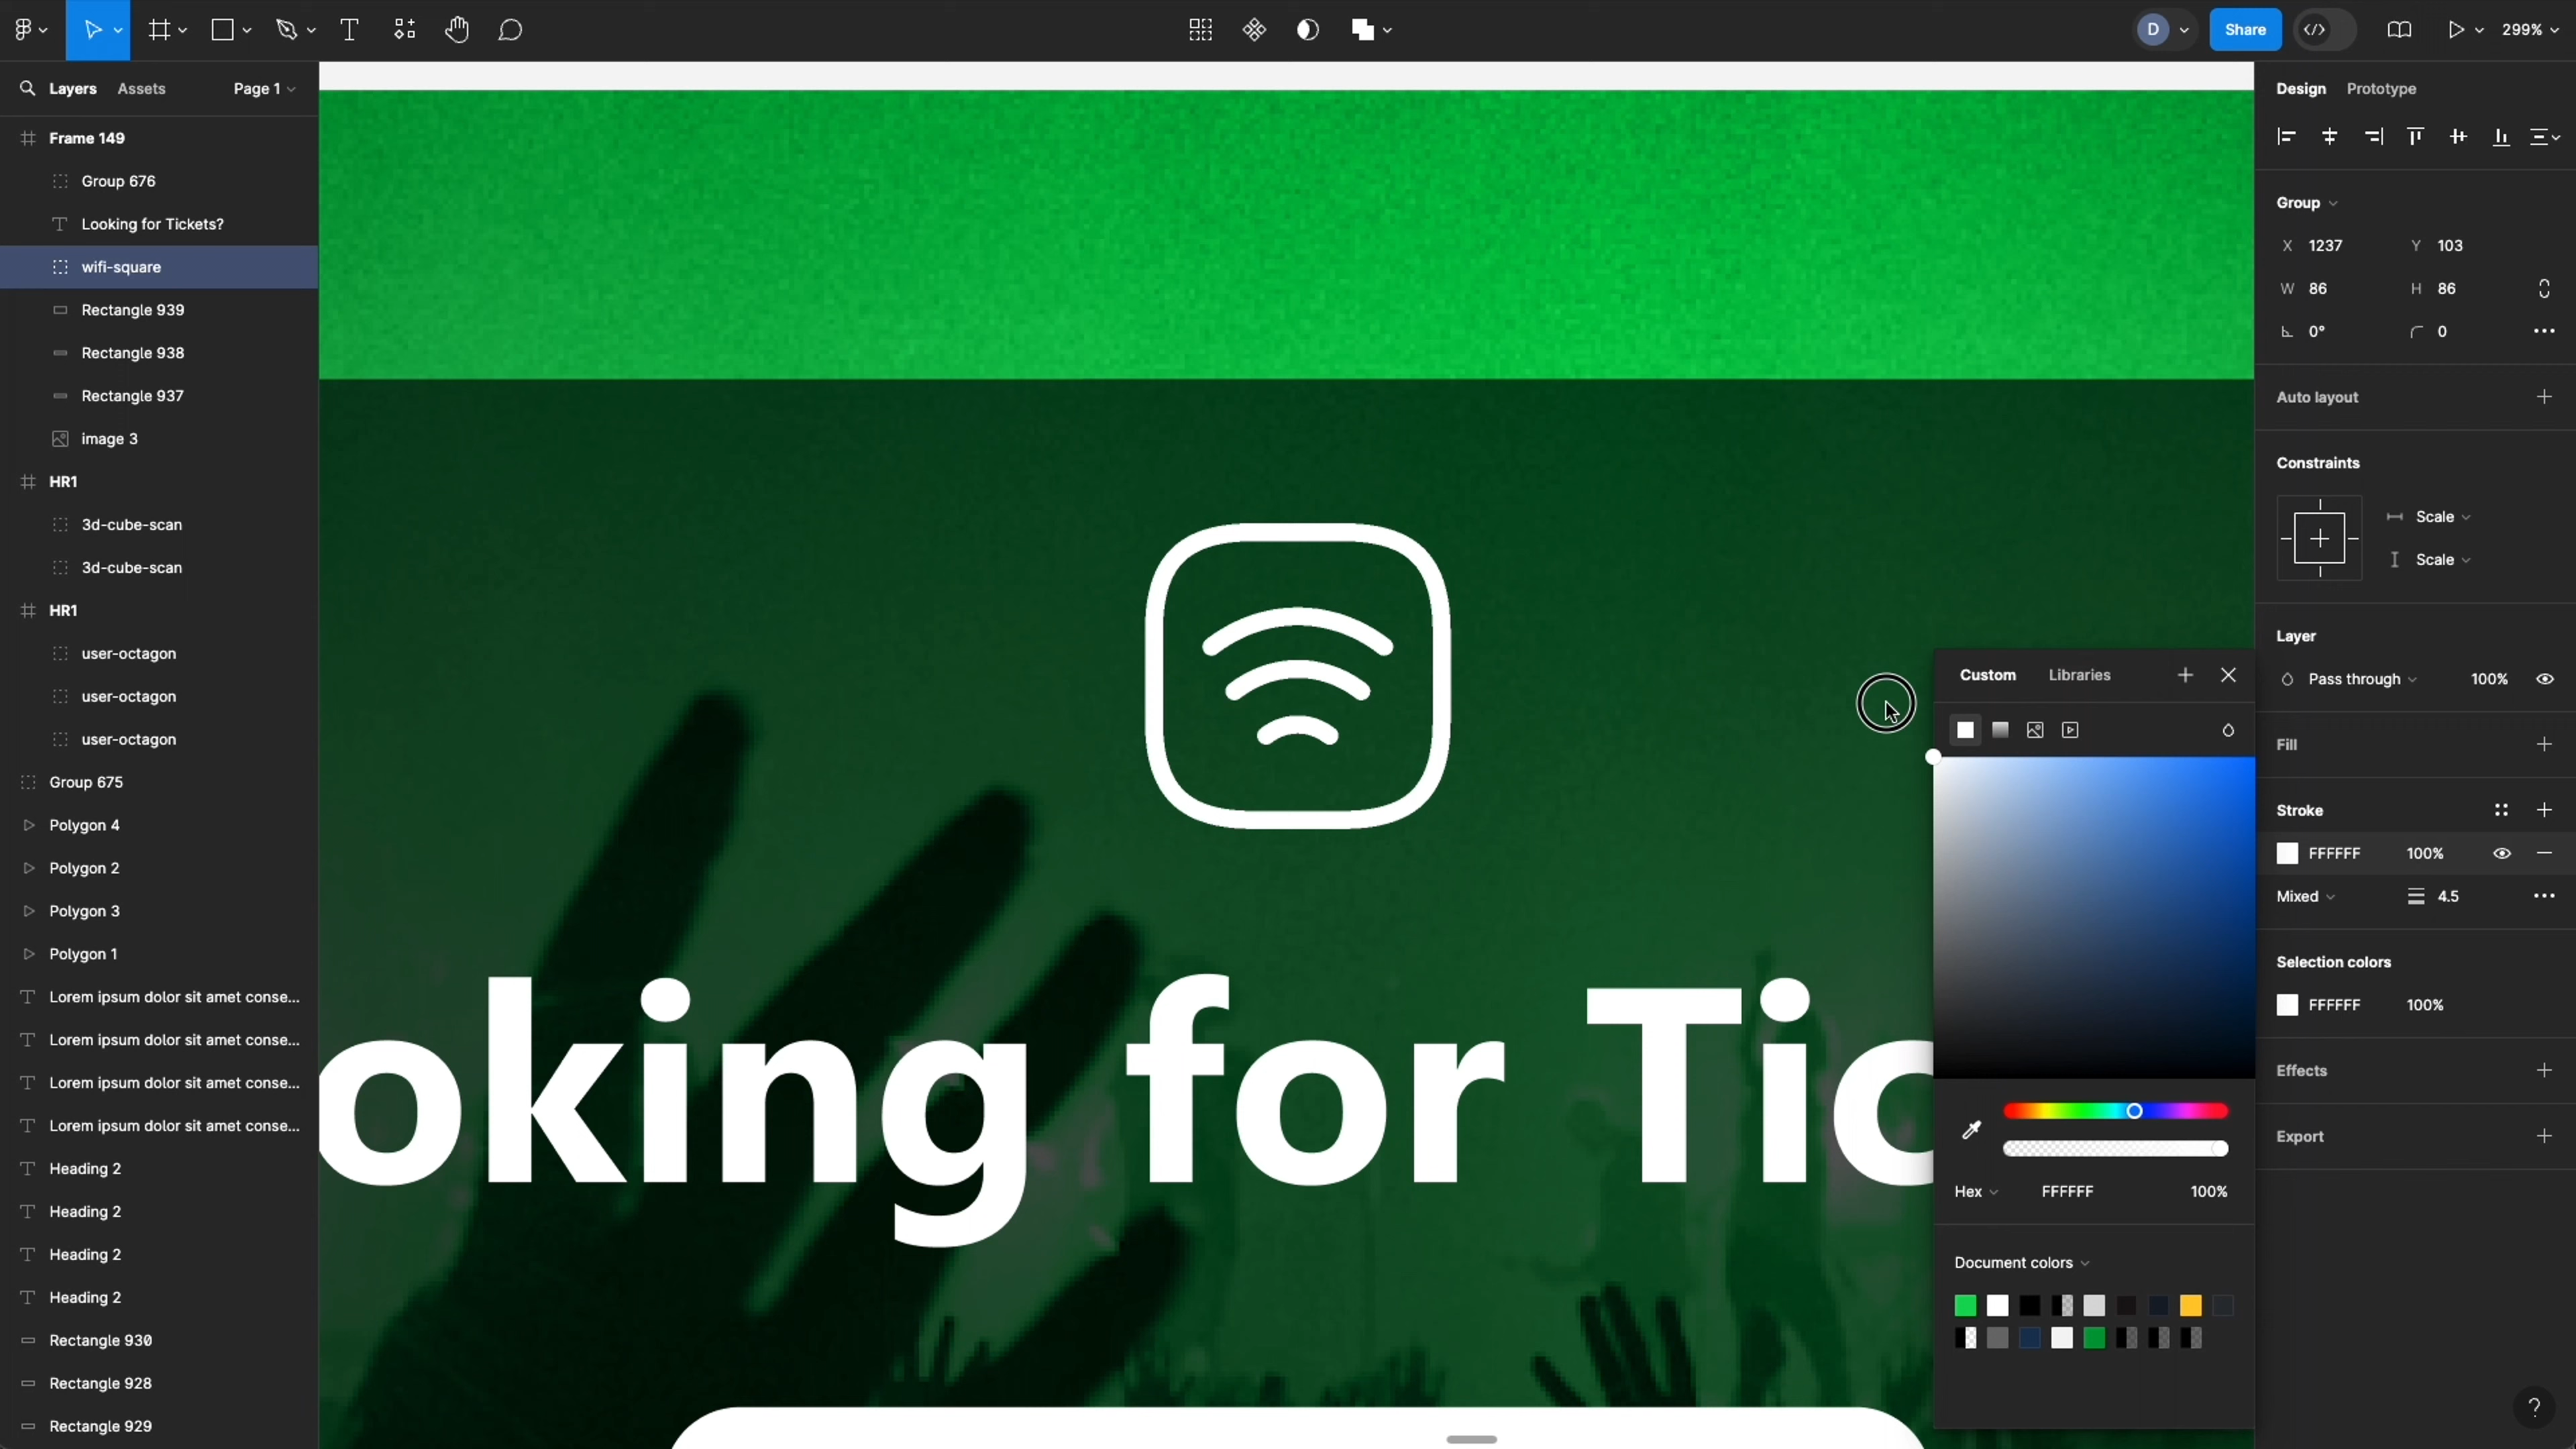 D
Share
299%
Layers
Assets
Page 1
Design
Prototype
Frame 149
Group 676
Looking for Tickets?
wifi-square
Rectangle 939
Rectangle 938
Rectangle 937
image 3
HR1
3d-cube-scan
3d-cube-scan
HR1
user-octagon
user-octagon
user-octagon
Group 675
Polygon 4
Polygon 2
Polygon 3
Polygon 1
Lorem ipsum dolor sit amet conse...
Lorem ipsum dolor sit amet conse...
Lorem ipsum dolor sit amet conse...
Lorem ipsum dolor sit amet conse...
Heading 2
Heading 2
Heading 2
Heading 2
Rectangle 930
Rectangle 928
Rectangle 929
oking for Tic
Custom
Libraries
Hex FFFFFF 100%
Document colors
Group
X 1237 Y 103
W 86 H 86
0° 0
Auto layout
Constraints
Scale
Scale
Layer
Pass through 100%
Fill
Stroke
FFFFFF 100%
Mixed 4.5
Selection colors
FFFFFF 100%
Effects
Export
?